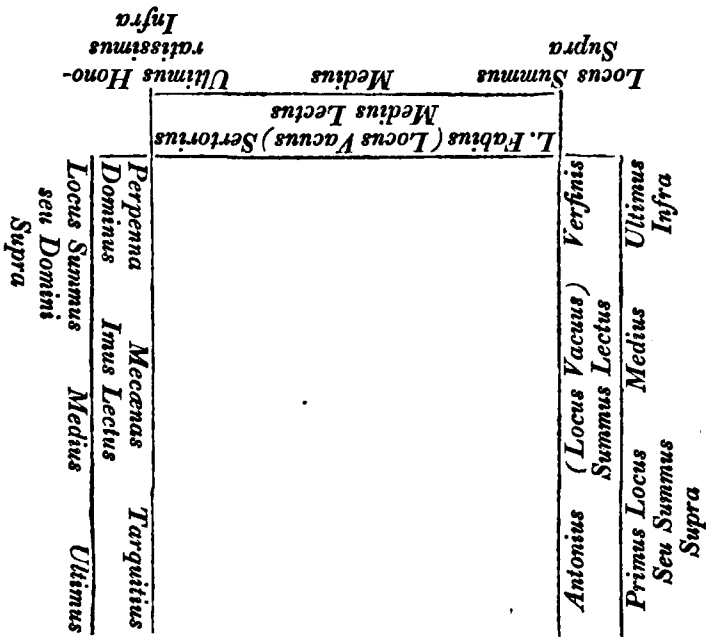 Locus Summus Medius Ultimus Hono-
Supra ratissimus
Infra
L. Fabius (Locus Vacuus) Sertorius
Medius Lectus
Perpenna Mecænas Tarquitius
Dominus Imus Lectus
Locus Summus Medius Ultimus
seu Domini
Supra
Verfinis (Locus Vacuus) Antonius
Summus Lectus
Ultimus Medius Primus Locus
Infra Seu Summus
Supra